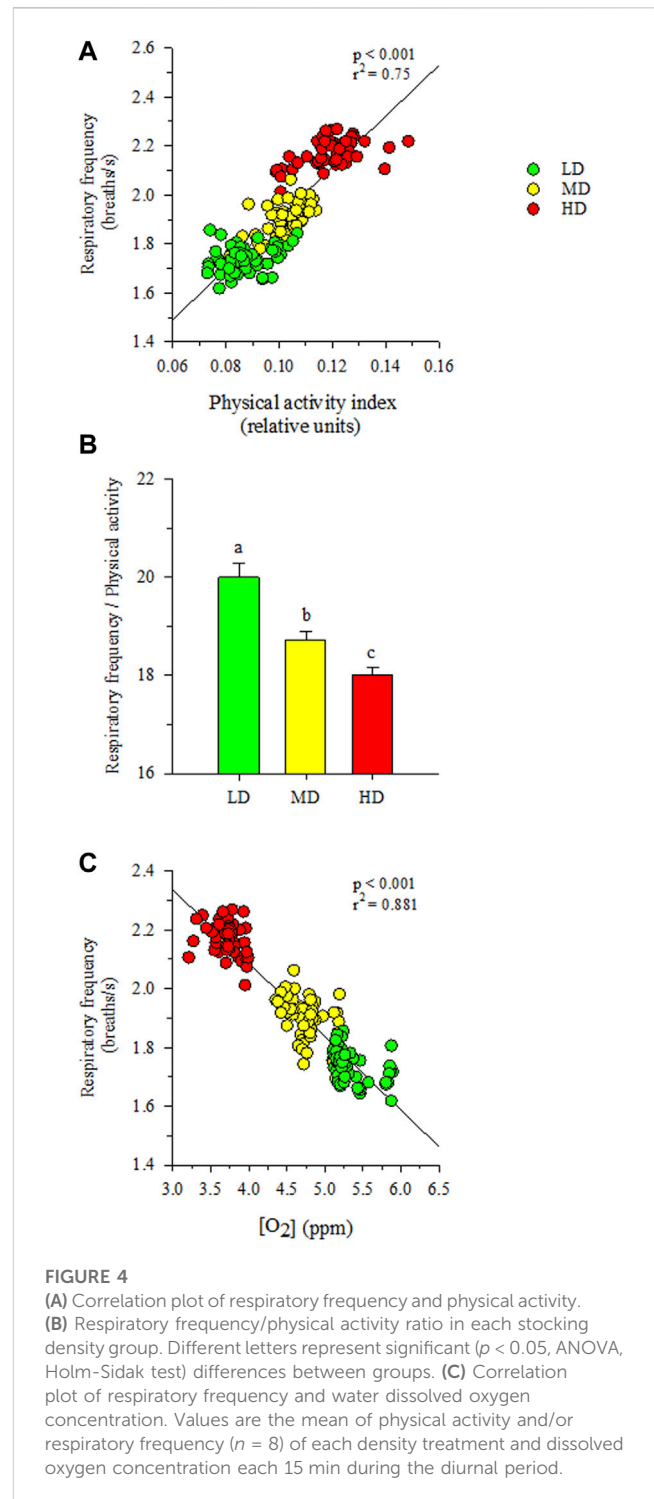 A
p < 0.001
r² = 0.75
Respiratory frequency
(breaths/s)
2.6
2.4
2.2
2.0
1.8
1.6
1.4
0.06 0.08 0.10 0.12 0.14 0.16
Physical activity index
(relative units)
LD
MD
HD
B
Respiratory frequency / Physical activity
22
20
18
16
a
b
c
LD MD HD
C
p < 0.001
r² = 0.881
Respiratory frequency
(breaths/s)
2.4
2.2
2.0
1.8
1.6
1.4
3.0 3.5 4.0 4.5 5.0 5.5 6.0 6.5
[O₂] (ppm)
FIGURE 4
(A) Correlation plot of respiratory frequency and physical activity.
(B) Respiratory frequency/physical activity ratio in each stocking
density group. Different letters represent significant (p < 0.05, ANOVA,
Holm-Sidak test) differences between groups. (C) Correlation
plot of respiratory frequency and water dissolved oxygen
concentration. Values are the mean of physical activity and/or
respiratory frequency (n = 8) of each density treatment and dissolved
oxygen concentration each 15 min during the diurnal period.